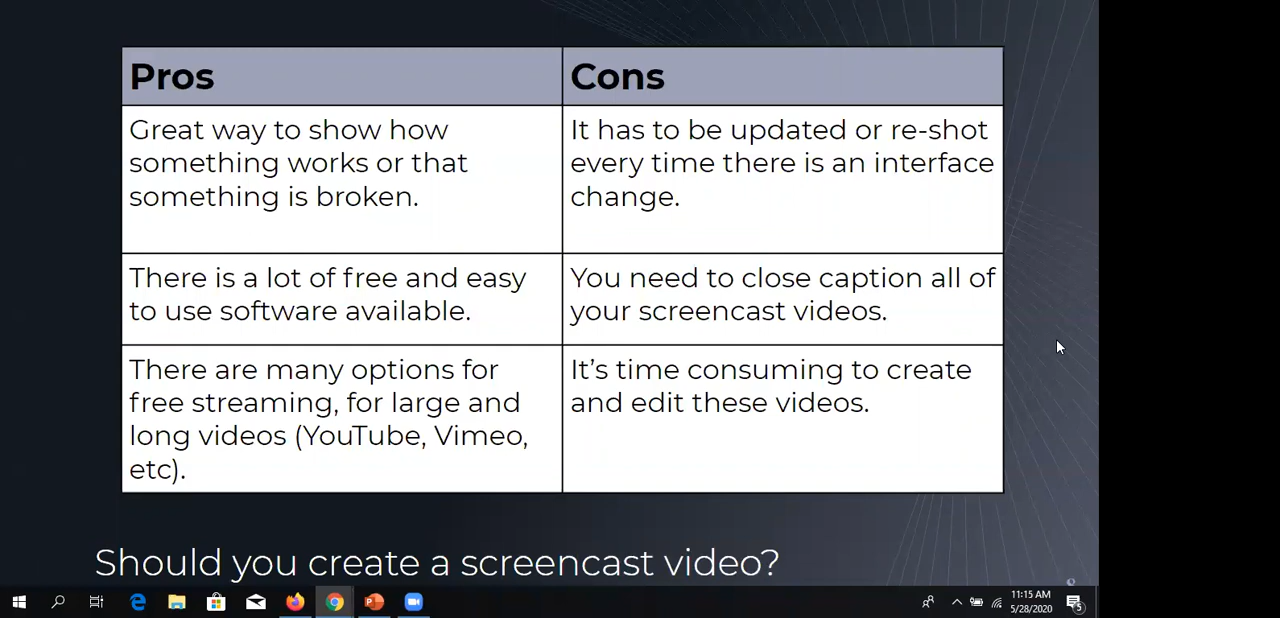 Pros
Cons
Great way to show how
something works or that
something is broken.
It has to be updated or re-shot
every time there is an interface
change.
There is a lot of free and easy
to use software available.
You need to close caption all of
your screencast videos.
There are many options for
free streaming, for large and
long videos (YouTube, Vimeo,
etc).
It’s time consuming to create
and edit these videos.
Should you create a screencast video?
11:15 AM
5/28/2020
5